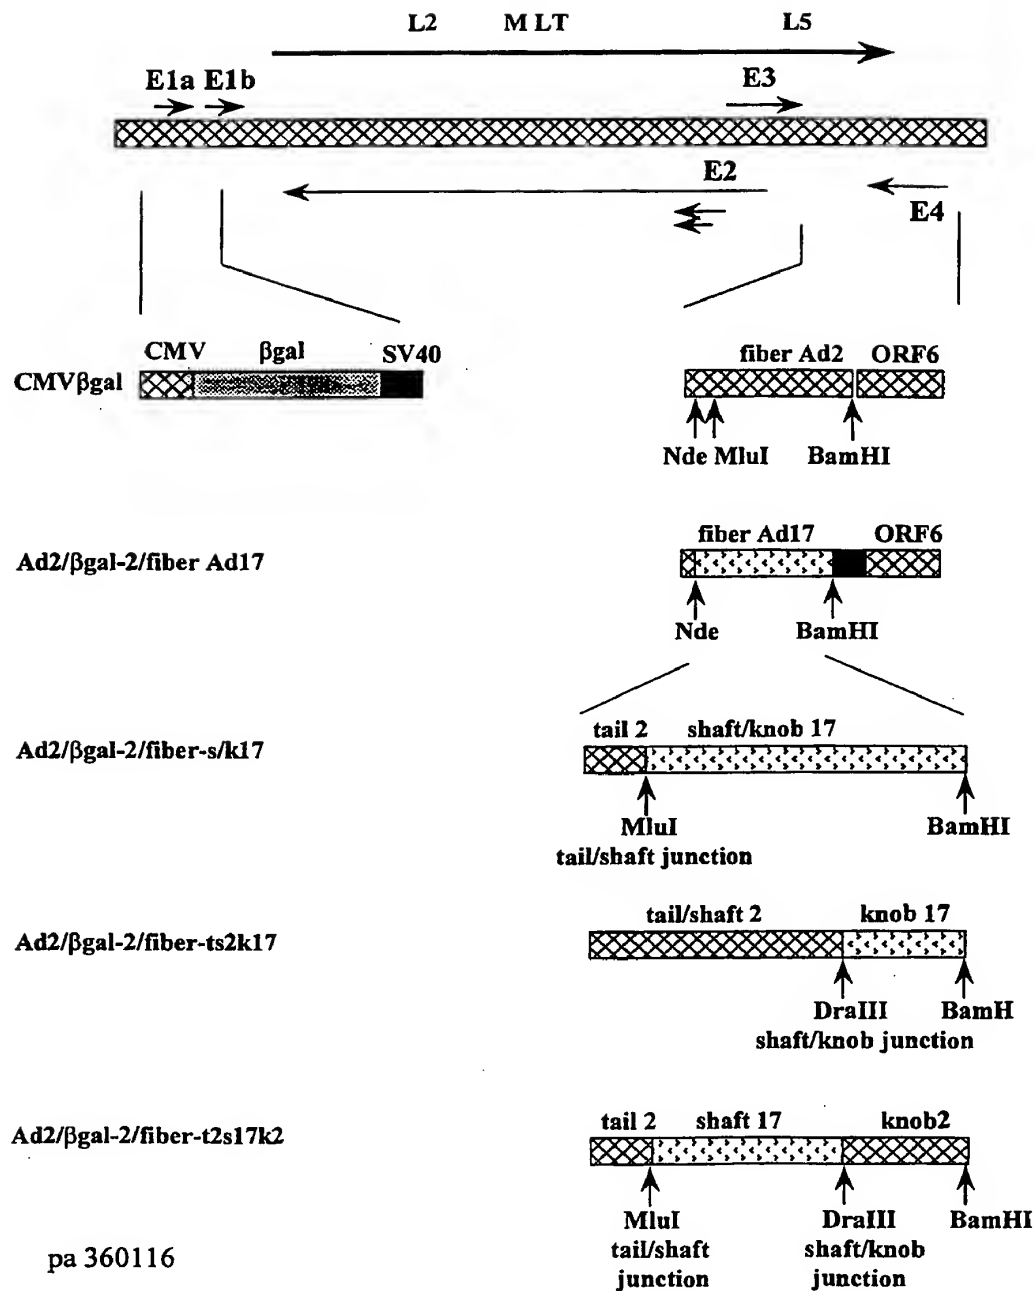 L2 MLT L5
E1a E1b E3
E2
E4
CMV βgal SV40
fiber Ad2 ORF6
CMVβgal
Nde MluI BamHI
fiber Ad17 ORF6
Ad2/βgal-2/fiber Ad17
Nde BamHI
tail 2 shaft/knob 17
Ad2/βgal-2/fiber-s/k17
MluI BamHI
tail/shaft junction
tail/shaft 2 knob 17
Ad2/βgal-2/fiber-ts2k17
DraIII BamH
shaft/knob junction
tail 2 shaft 17 knob2
Ad2/βgal-2/fiber-t2s17k2
MluI DraIII BamHI
tail/shaft shaft/knob
junction junction
pa 360116